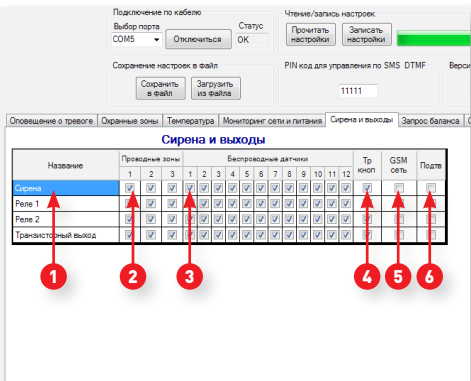 Подключение по кабелю
Выбор порта Статус
COM5 Отключиться OK
Чтение/запись настроек
Прочитать настройки Записать настройки
Сохранение настроек в файл
Сохранить в файл Загрузить из файла
PIN код для управления по SMS DTMF
11111
Верси
Оповещение о тревоге Охранные зоны Температура Мониторинг сети и питания Сирена и выходы Запрос баланса
Сирена и выходы
Название Проводные зоны Беспроводные датчики Тр кноп GSM сеть Подтв
1 2 3 1 2 3 4 5 6 7 8 9 10 11 12
Сирена
Реле 1
Реле 2
Транзисторный выход
1 2 3 4 5 6